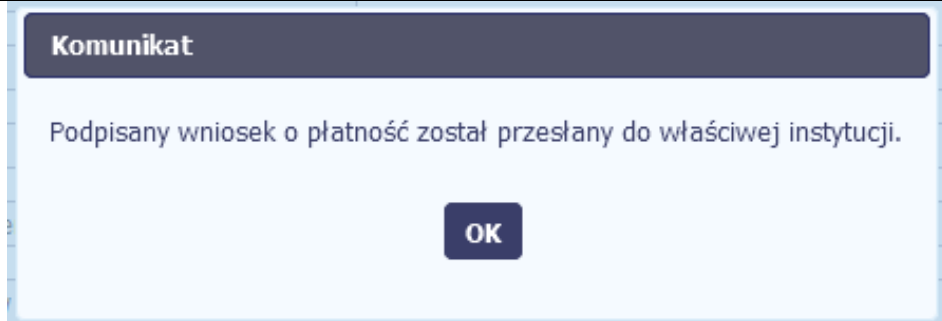 Komunikat
Podpisany wniosek o płatność został przesłany do właściwej instytucji.
OK